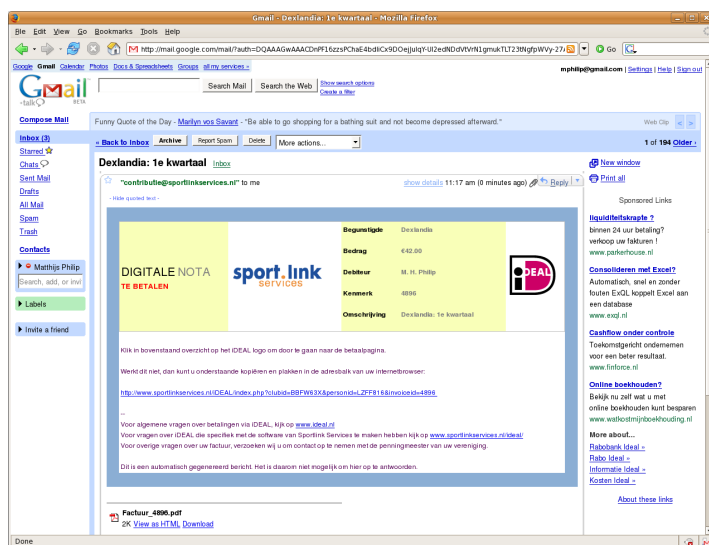 Gmail - Dexlandia: 1e kwartaal - Mozilla Firefox
File Edit View Go Bookmarks Tools Help
Go
Google Gmail Calendar Photos Docs & Spreadsheets Groups all my services »
mphilip@gmail.com | Settings | Help | Sign out
Gmail
talk BETA
Search Mail Search the Web Show search options
Create a filter
Compose Mail
Inbox (3)
Starred
Chats
Sent Mail
Drafts
All Mail
Spam
Trash
Contacts
Matthijs Philip
Search, add, or invi
Labels
Invite a friend
Funny Quote of the Day - Marilyn vos Savant - "Be able to go shopping for a bathing suit and not become depressed afterward."
Web Clip < >
« Back to Inbox Archive Report Spam Delete More actions...
1 of 194 Older ›
Dexlandia: 1e kwartaal Inbox
"contributie@sportlinkservices.nl" to me
show details 11:17 am (0 minutes ago) Reply
- Hide quoted text -
DIGITALE NOTA
TE BETALEN
sport.link
services
Begunstigde Dexlandia
Bedrag €42.00
Debiteur M. H. Philip
Kenmerk 4896
Omschrijving Dexlandia: 1e kwartaal
iDEAL
Klik in bovenstaand overzicht op het iDEAL logo om door te gaan naar de betaalpagina.
Werkt dit niet, dan kunt u onderstaande kopiëren en plakken in de adresbalk van uw internetbrowser:
http://www.sportlinkservices.nl/iDEAL/index.php?clubid=BBFW63X&personid=LZFF816&invoiceid=4896
--
Voor algemene vragen over betalingen via iDEAL, kijk op www.ideal.nl
Voor vragen over iDEAL die specifiek met de software van Sportlink Services te maken hebben kijk op www.sportlinkservices.nl/ideal/
Voor overige vragen over uw factuur, verzoeken wij u om contact op te nemen met de penningmeester van uw vereniging.
Dit is een automatisch gegenereerd bericht. Het is daarom niet mogelijk om hier op te antwoorden.
Factuur_4896.pdf
2K View as HTML Download
New window
Print all
Sponsored Links
liquiditeitskrapte ?
binnen 24 uur betaling?
verkoop uw fakturen !
www.parkerhouse.nl
Consolideren met Excel?
Automatisch, snel en zonder
fouten ExQL koppelt Excel aan
een database
www.exql.nl
Cashflow onder controle
Toekomstgericht ondernemen
voor een beter resultaat.
www.finforce.nl
Online boekhouden?
Bekijk nu zelf wat u met
online boekhouden kunt besparen
www.watkostmijnboekhouding.nl
More about...
Rabobank Ideal »
Rabo Ideal »
Informatie Ideal »
Kosten Ideal »
About these links
Done